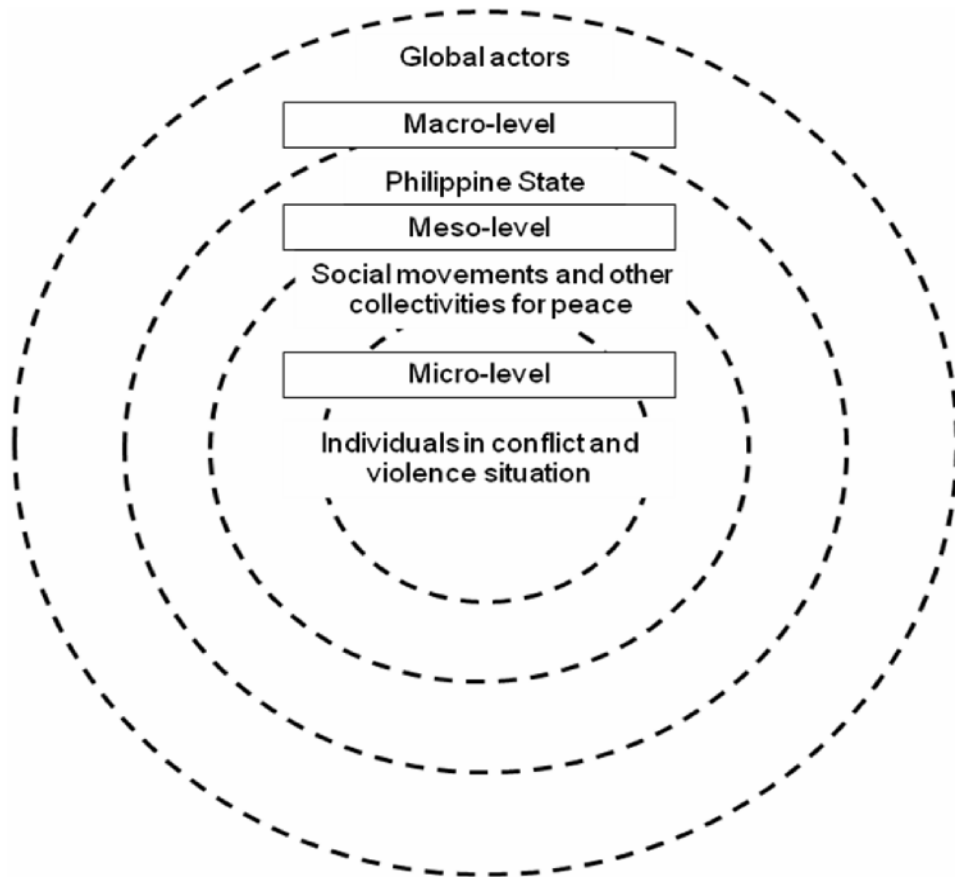 Global actors
Macro-level
Philippine State
Meso-level
Social movements and other
collectivities for peace
Micro-level
Individuals in conflict and
violence situation